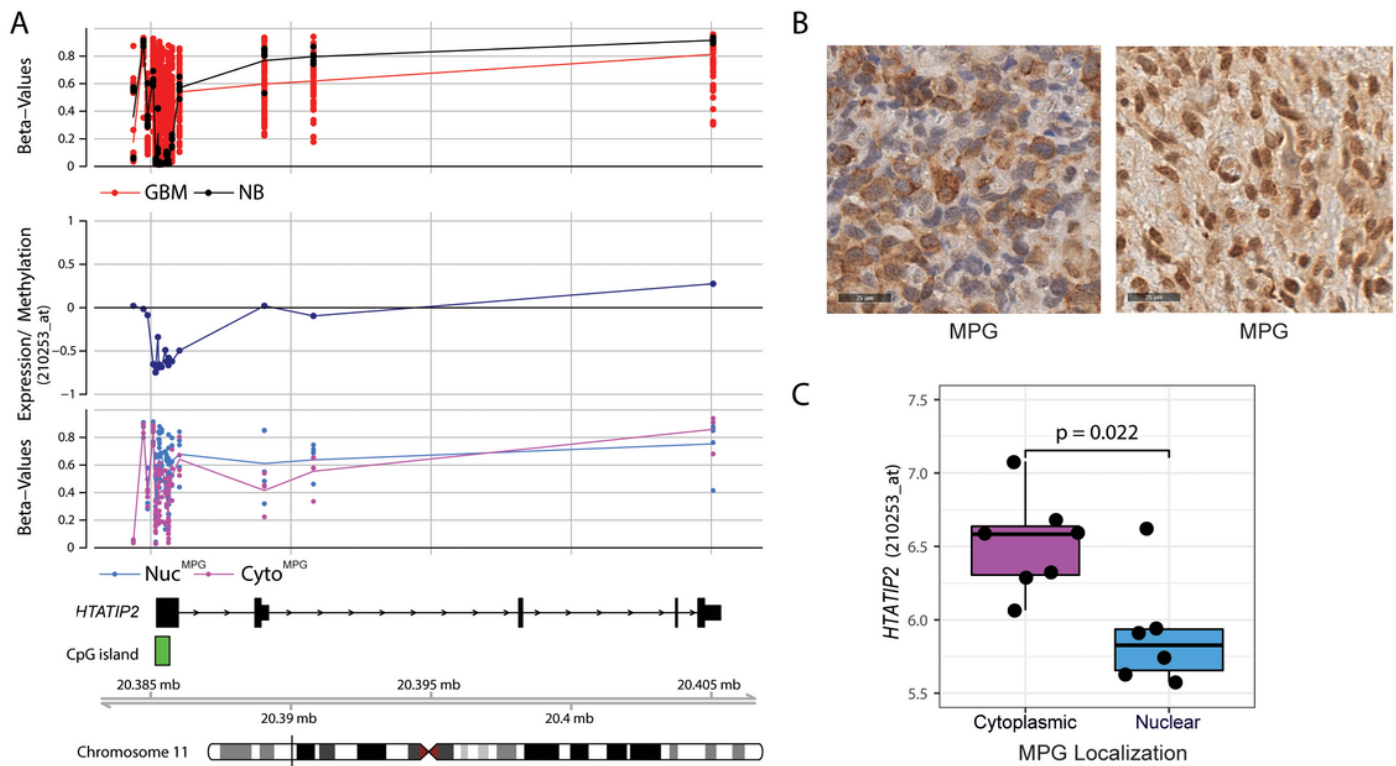 A
Beta−Values
0.8
0.6
0.4
0.2
0
GBM NB
Expression/ Methylation
(210253_at)
1
0.5
0
−0.5
−1
Beta−Values
0.8
0.6
0.4
0.2
0
Nuc MPG Cyto MPG
HTATIP2
CpG island
20.385 mb 20.395 mb 20.405 mb
20.39 mb 20.4 mb
Chromosome 11
B
25 µm 25 µm
MPG MPG
C
HTATIP2 (210253_at)
7.5
7.0
6.5
6.0
5.5
p = 0.022
Cytoplasmic Nuclear
MPG Localization